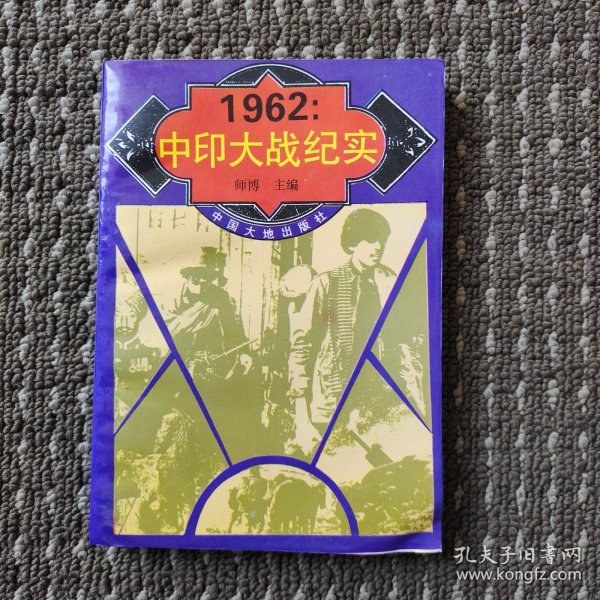 1962:
中印大战纪实
师博 主编
中国大地出版社
孔夫子旧书网
www.kongfz.com